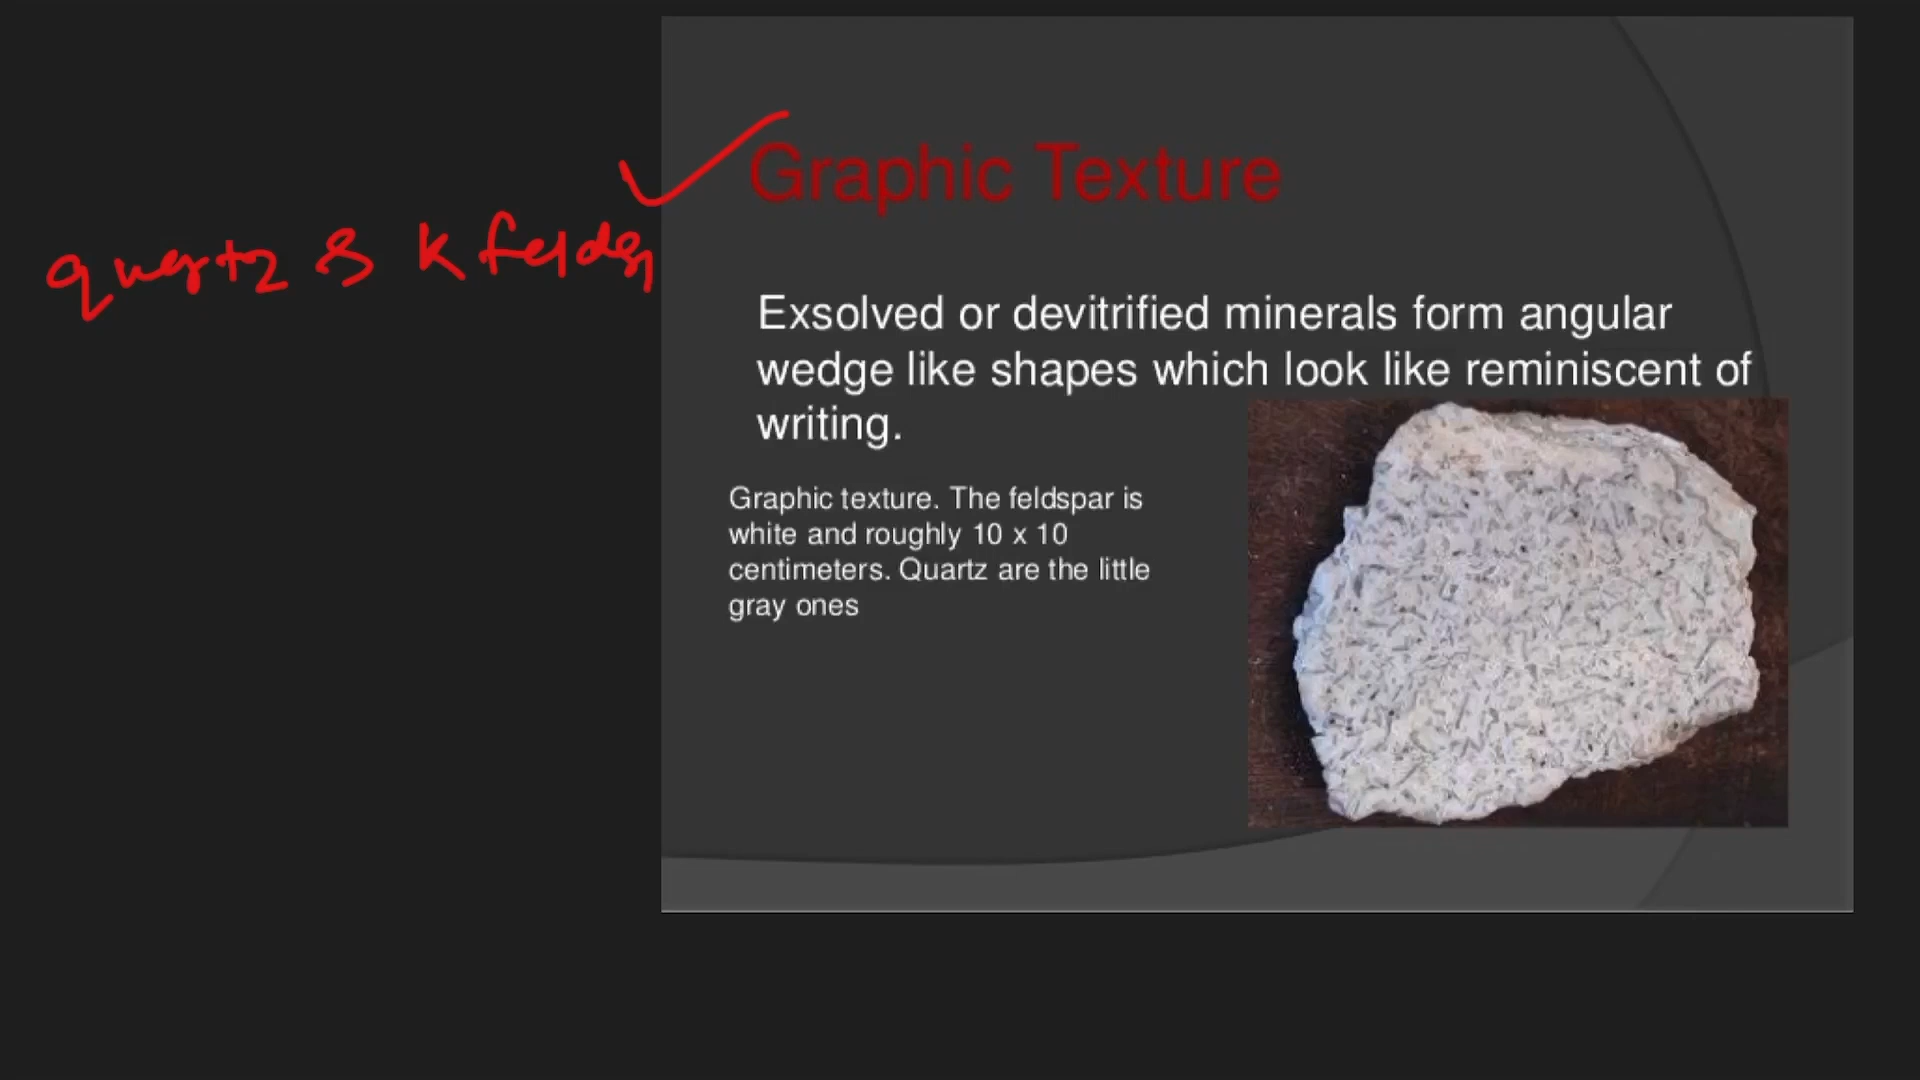 Graphic Texture
quartz & K felds
Exsolved or devitrified minerals form angular
wedge like shapes which look like reminiscent of
writing.
Graphic texture. The feldspar is
white and roughly 10 x 10
centimeters. Quartz are the little
gray ones